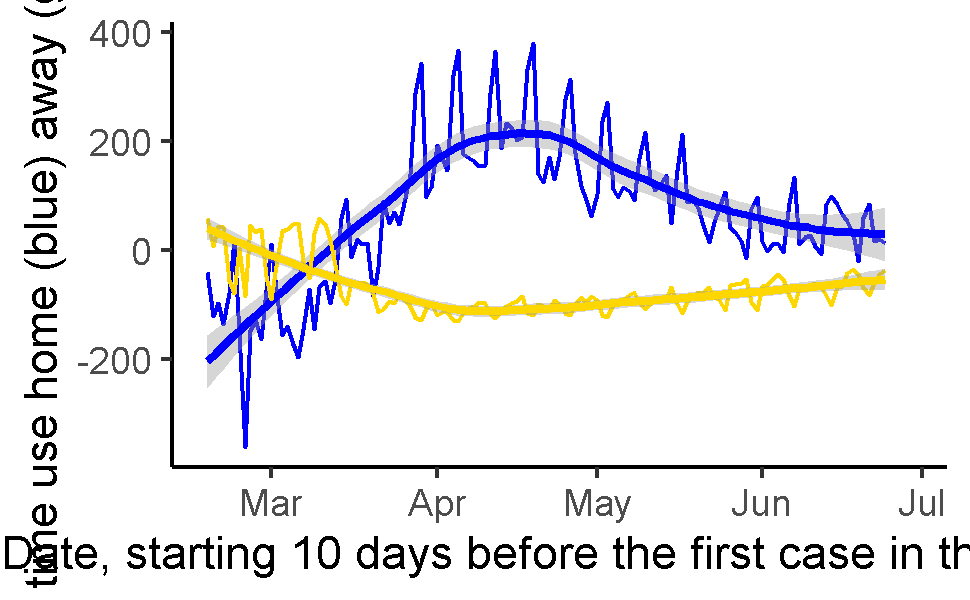 time use home (blue) away (
400
200
0
-200
Mar Apr May Jun Jul
Date, starting 10 days before the first case in th